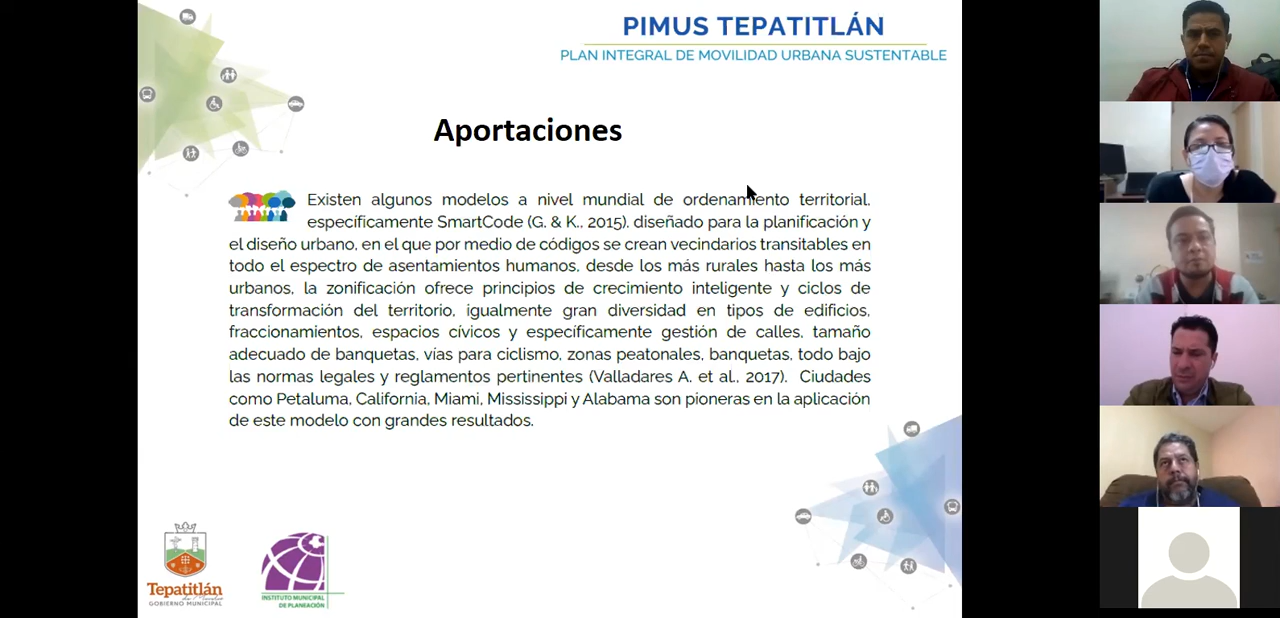 PIMUS TEPATITLÁN
PLAN INTEGRAL DE MOVILIDAD URBANA SUSTENTABLE
Aportaciones
Existen algunos modelos a nivel mundial de ordenamiento territorial,
específicamente SmartCode (G. & K., 2015), diseñado para la planificación y
el diseño urbano, en el que por medio de códigos se crean vecindarios transitables en
todo el espectro de asentamientos humanos, desde los más rurales hasta los más
urbanos, la zonificación ofrece principios de crecimiento inteligente y ciclos de
transformación del territorio, igualmente gran diversidad en tipos de edificios,
fraccionamientos, espacios cívicos y específicamente gestión de calles, tamaño
adecuado de banquetas, vías para ciclismo, zonas peatonales, banquetas, todo bajo
las normas legales y reglamentos pertinentes (Valladares A. et al., 2017). Ciudades
como Petaluma, California, Miami, Mississippi y Alabama son pioneras en la aplicación
de este modelo con grandes resultados.
Tepatitlán
de Morelos
GOBIERNO MUNICIPAL
INSTITUTO MUNICIPAL
DE PLANEACIÓN